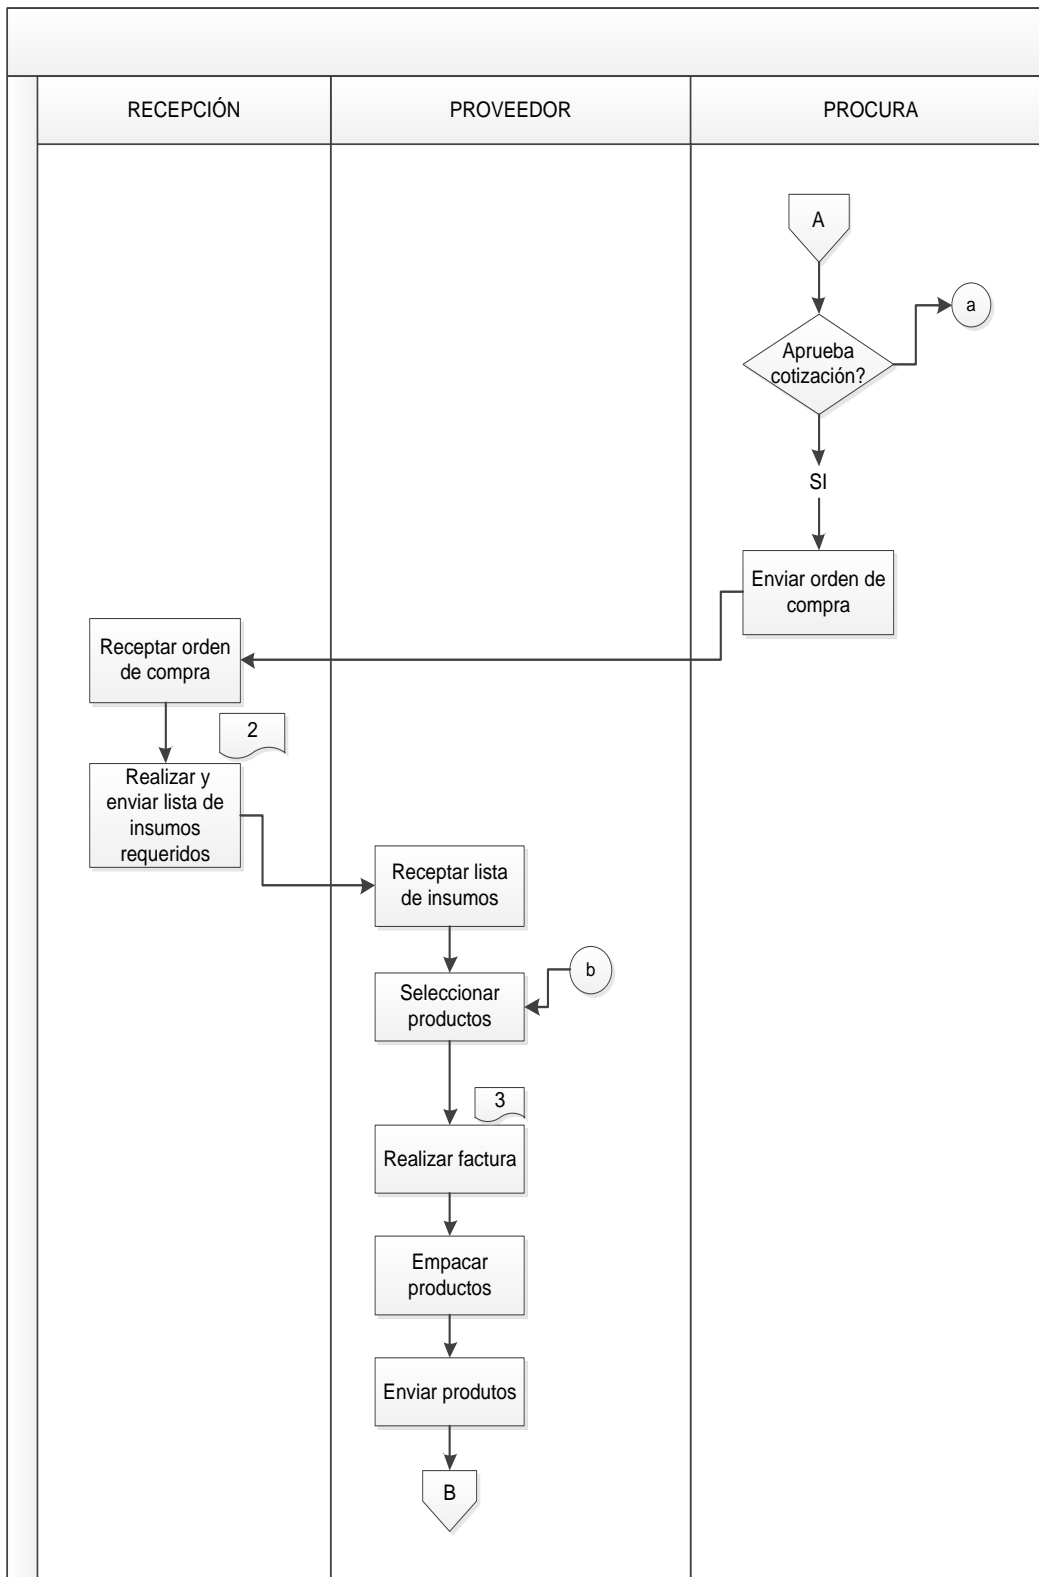 RECEPCIÓN
PROVEEDOR
PROCURA
A
a
Aprueba
cotización?
SI
Enviar orden de
compra
Receptar orden
de compra
2
Realizar y
enviar lista de
insumos
requeridos
Receptar lista
de insumos
b
Seleccionar
productos
3
Realizar factura
Empacar
productos
Enviar produtos
B